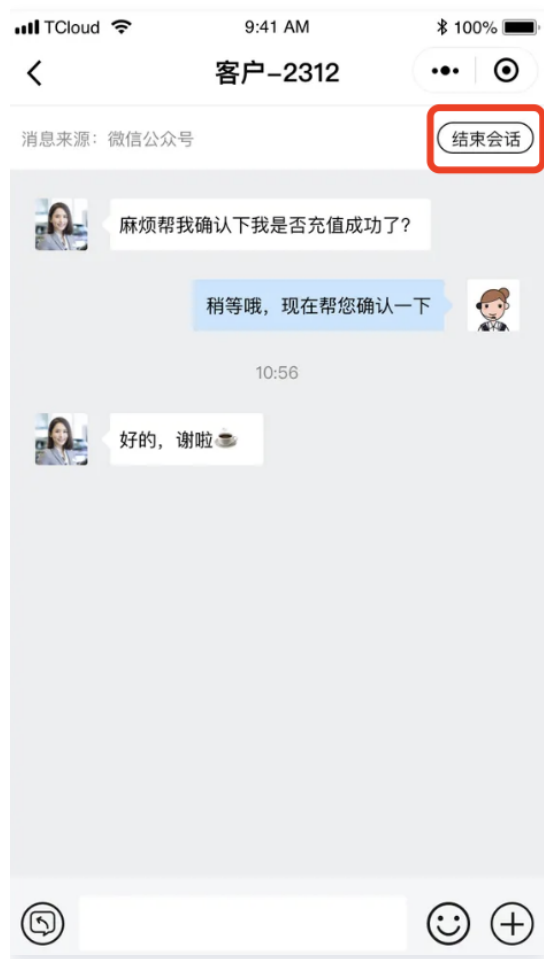 TCloud 9:41 AM 100%
客户-2312
消息来源：微信公众号 结束会话
麻烦帮我确认下我是否充值成功了?
稍等哦，现在帮您确认一下
10:56
好的，谢啦☕